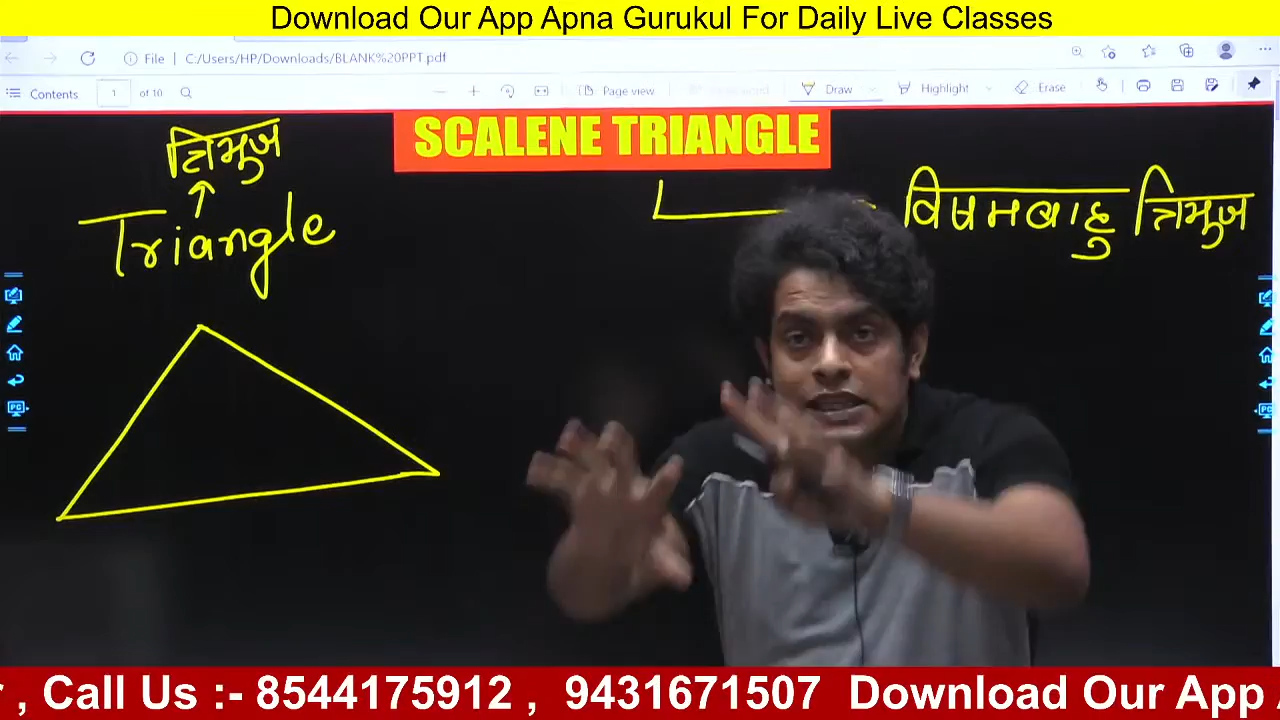 Download Our App Apna Gurukul For Daily Live Classes
File C:/Users/HP/Downloads/BLANK%20PPT.pdf
Contents 1 of 10 Page view Draw Highlight Erase
SCALENE TRIANGLE
त्रिभुज
Triangle
विषमबाहु त्रिभुज
, Call Us :- 8544175912 , 9431671507 Download Our App